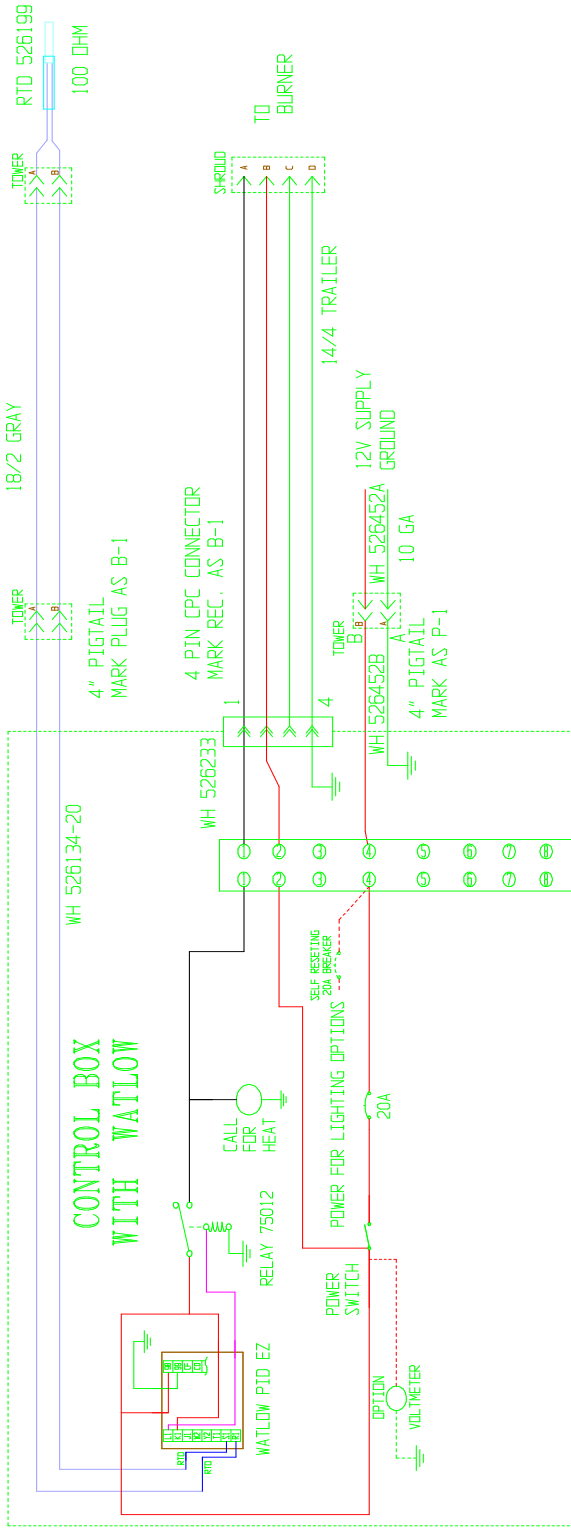 RTD 526199
100 OHM
TOWER
A
B
18/2 GRAY
TOWER
A
B
4" PIGTAIL
MARK PLUG AS B-1
WH 526134-20
TO
BURNER
SHROUD
A
B
C
D
14/4 TRAILER
4 PIN CPC CONNECTOR
MARK REC. AS B-1
1
4
WH 526233
12V SUPPLY
GROUND
WH 526452A
10 GA
TOWER
B
A
B
A
WH 526452B
4" PIGTAIL
MARK AS P-1
1 2 3 4 5 6 7 8
1 2 3 4 5 6 7 8
SELF RESETING
20A BREAKER
POWER FOR LIGHTING OPTIONS
20A
CONTROL BOX
WITH WATLOW
CALL
FOR
HEAT
RELAY 75012
POWER
SWITCH
OPTION
VOLTMETER
WATLOW PID EZ
RTD
RTD